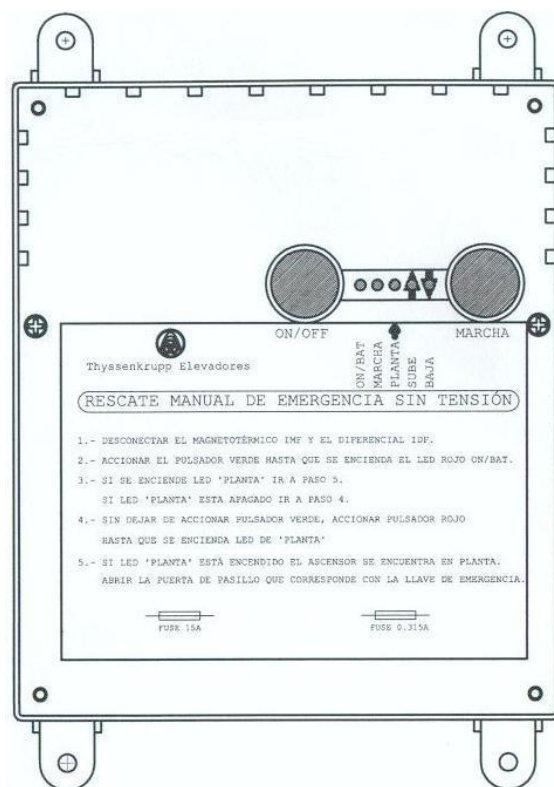 ON/OFF
MARCHA
ON/BAT
MARCHA
PLANTA
SUBE
BAJA
Thyssenkrupp Elevadores
RESCATE MANUAL DE EMERGENCIA SIN TENSIÓN
1.- DESCONECTAR EL MAGNETOTÉRMICO IMF Y EL DIFERENCIAL IDF.
2.- ACCIONAR EL PULSADOR VERDE HASTA QUE SE ENCIENDA EL LED ROJO ON/BAT.
3.- SI SE ENCIENDE LED 'PLANTA' IR A PASO 5.
SI LED 'PLANTA' ESTA APAGADO IR A PASO 4.
4.- SIN DEJAR DE ACCIONAR PULSADOR VERDE, ACCIONAR PULSADOR ROJO
HASTA QUE SE ENCIENDA LED DE 'PLANTA'
5.- SI LED 'PLANTA' ESTÁ ENCENDIDO EL ASCENSOR SE ENCUENTRA EN PLANTA.
ABRIR LA PUERTA DE PASILLO QUE CORRESPONDE CON LA LLAVE DE EMERGENCIA.
FUSE 15A
FUSE 0.315A